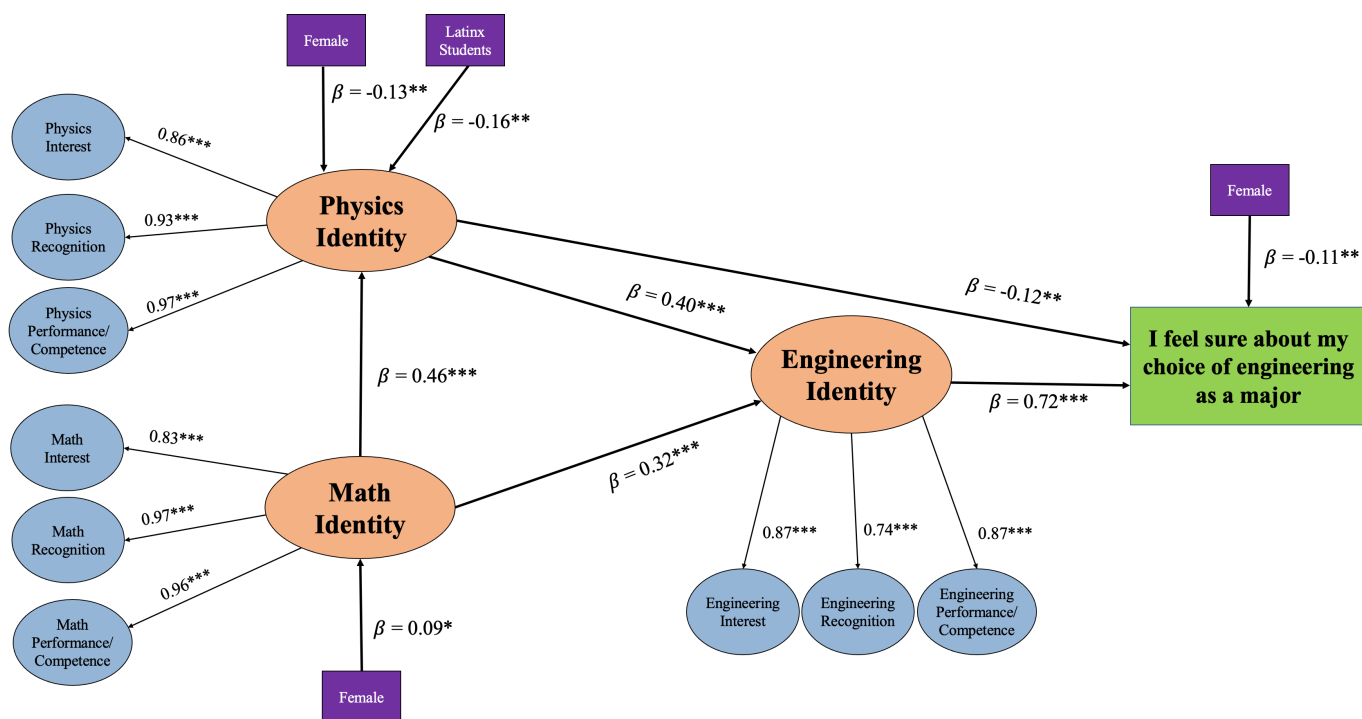 Female
Latinx
Students
β = -0.13**
β = -0.16**
Physics
Interest
0.86***
Physics
Recognition
0.93***
Physics
Performance/
Competence
0.97***
Physics
Identity
Female
β = -0.11**
β = -0.12**
β = 0.40***
I feel sure about my
choice of engineering
as a major
Engineering
Identity
β = 0.72***
β = 0.46***
β = 0.32***
Math
Interest
0.83***
Math
Recognition
0.97***
Math
Performance/
Competence
0.96***
Math
Identity
β = 0.09*
Female
0.87***
0.74***
0.87***
Engineering
Interest
Engineering
Recognition
Engineering
Performance/
Competence